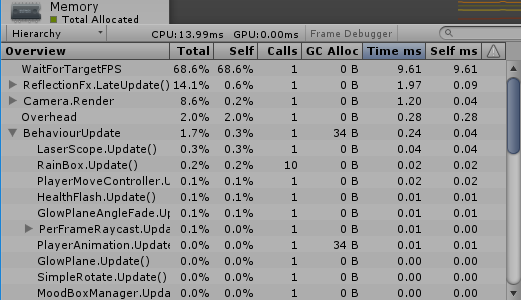 Memory
Total Allocated
Hierarchy CPU:13.99ms GPU:0.00ms Frame Debugger
Overview Total Self Calls GC Alloc Time ms Self ms
WaitForTargetFPS 68.6% 68.6% 1 0 B 9.61 9.61
ReflectionFx.LateUpdate() 14.1% 0.6% 1 0 B 1.97 0.09
Camera.Render 8.6% 0.2% 1 0 B 1.20 0.04
Overhead 2.0% 2.0% 1 0 B 0.28 0.28
BehaviourUpdate 1.7% 0.3% 1 34 B 0.24 0.04
LaserScope.Update() 0.3% 0.3% 1 0 B 0.04 0.04
RainBox.Update() 0.2% 0.2% 10 0 B 0.02 0.02
PlayerMoveController.U 0.1% 0.1% 1 0 B 0.02 0.02
HealthFlash.Update() 0.1% 0.1% 1 0 B 0.01 0.01
GlowPlaneAngleFade.Up 0.1% 0.1% 1 0 B 0.01 0.01
PerFrameRaycast.Upd 0.1% 0.0% 1 0 B 0.01 0.00
PlayerAnimation.Update 0.0% 0.0% 1 34 B 0.01 0.01
GlowPlane.Update() 0.0% 0.0% 1 0 B 0.00 0.00
SimpleRotate.Update() 0.0% 0.0% 1 0 B 0.00 0.00
MoodBoxManager.Upda 0.0% 0.0% 1 0 B 0.00 0.00